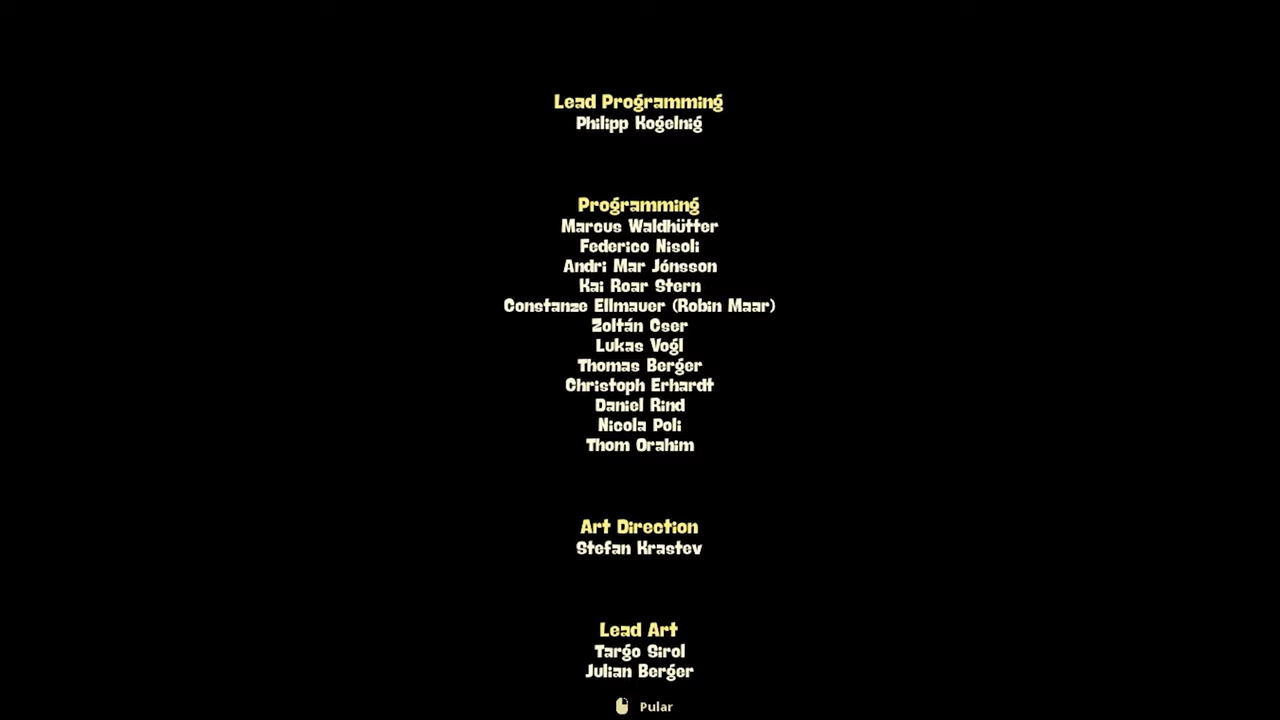 Lead Programming
Philipp Kogelnig
Programming
Marcus Waldhütter
Federico Nisoli
Andri Mar Jónsson
Kai Roar Stern
Constanze Ellmauer (Robin Maar)
Zoltán Cser
Lukas Vogl
Thomas Berger
Christoph Erhardt
Daniel Rind
Nicola Poli
Thom Orahim
Art Direction
Stefan Krastev
Lead Art
Targo Sirol
Julian Berger
Pular